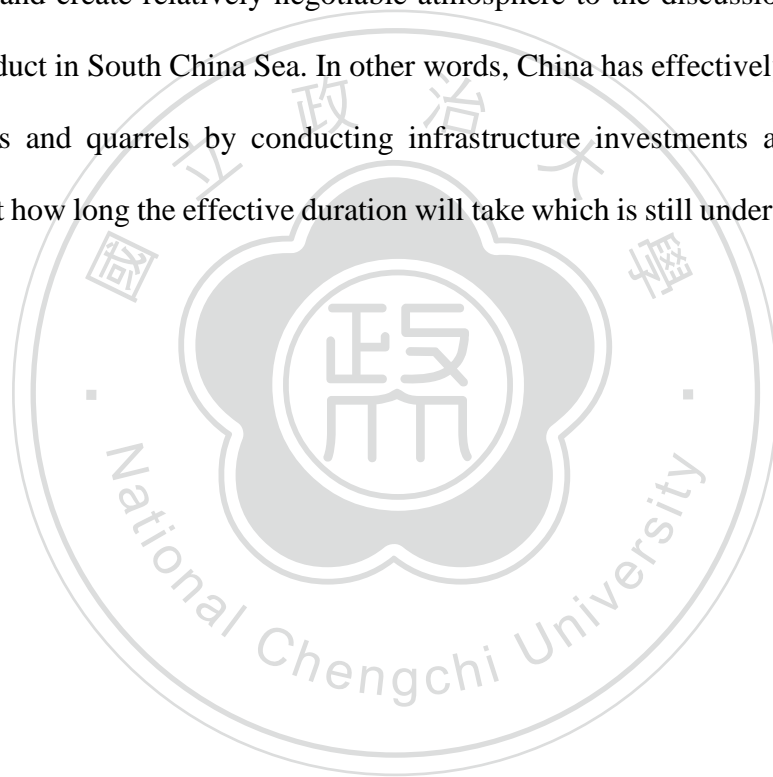 and create relatively negotiable atmosphere to the discussion
duct in South China Sea. In other words, China has effectivel
s and quarrels by conducting infrastructure investments a
t how long the effective duration will take which is still under
國立政治大學
政
National Chengchi University